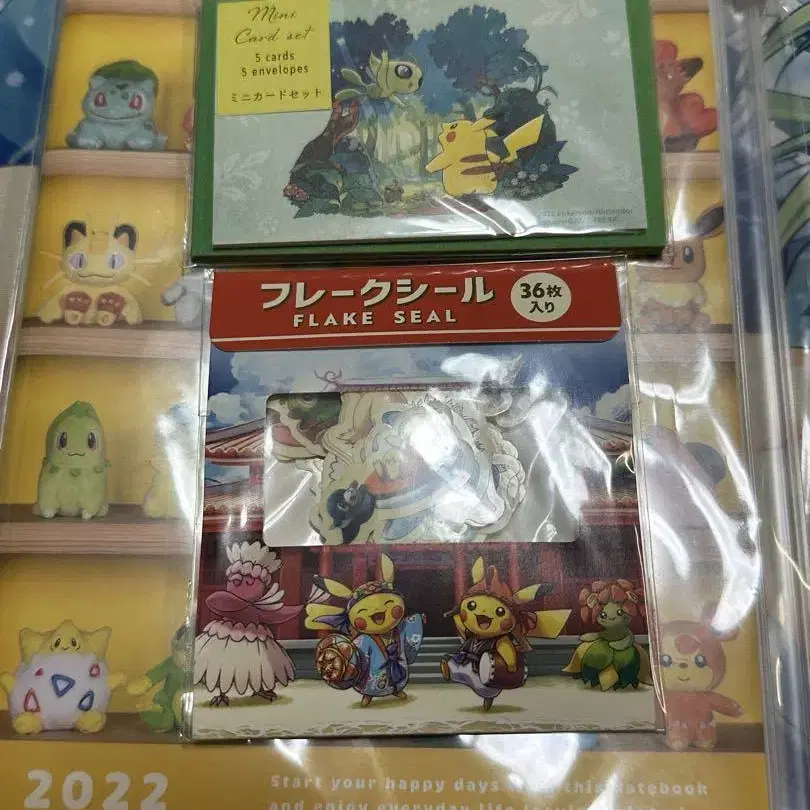 Mini
Card set
5 cards
5 envelopes
ミニカードセット
フレークシール
FLAKE SEAL
36枚
入り
2022
Start your happy days this notebook
and enjoy everyday life